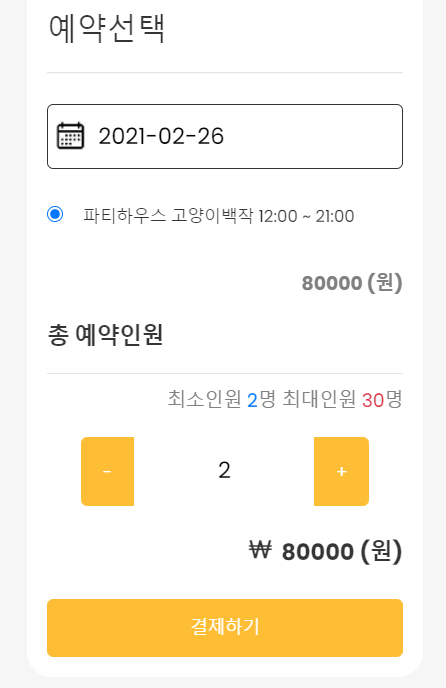 예약선택
2021-02-26
파티하우스 고양이백작 12:00 ~ 21:00
80000 (원)
총 예약인원
최소인원 2명 최대인원 30명
- 2 +
₩ 80000 (원)
결제하기